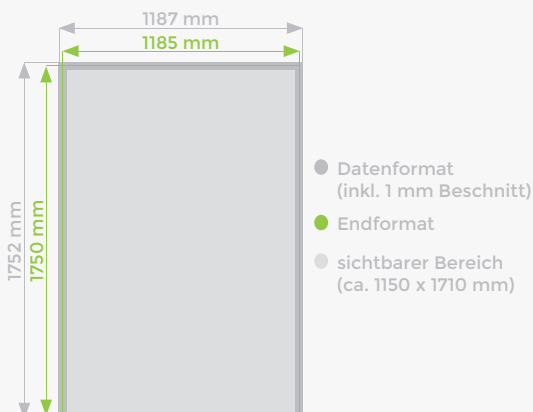 1187 mm
1185 mm
1752 mm
1750 mm
Datenformat
(inkl. 1 mm Beschnitt)
Endformat
sichtbarer Bereich
(ca. 1150 x 1710 mm)